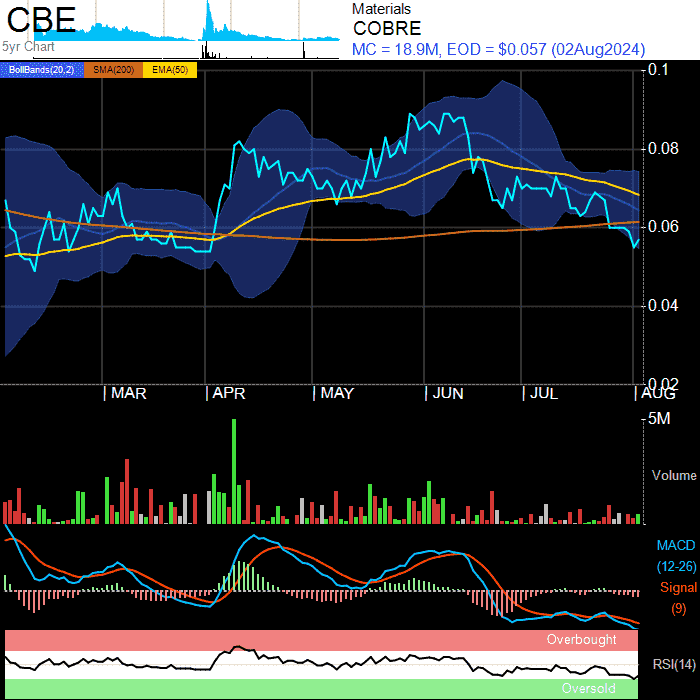 CBE
5yr Chart
Materials
COBRE
MC = 18.9M, EOD = $0.057 (02Aug2024)
BollBands(20,2) SMA(200) EMA(50)
0.1
0.08
0.06
0.04
0.02
MAR APR MAY JUN JUL AUG
5M
Volume
MACD
(12-26)
Signal
(9)
Overbought
RSI(14)
Oversold